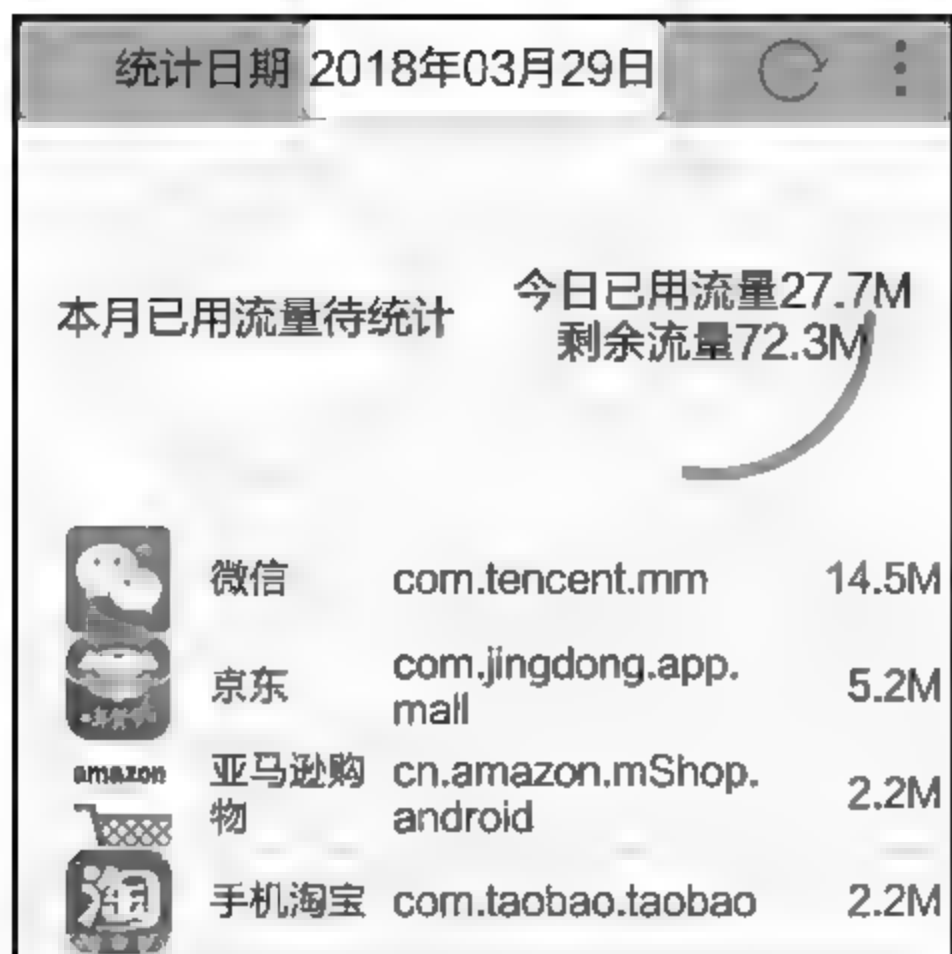 统计日期 2018年03月29日
本月已用流量待统计
今日已用流量27.7M
剩余流量72.3M
微信 com.tencent.mm 14.5M
京东 com.jingdong.app.
mall 5.2M
amazon 亚马逊购 cn.amazon.mShop.
物 android 2.2M
淘 手机淘宝 com.taobao.taobao 2.2M